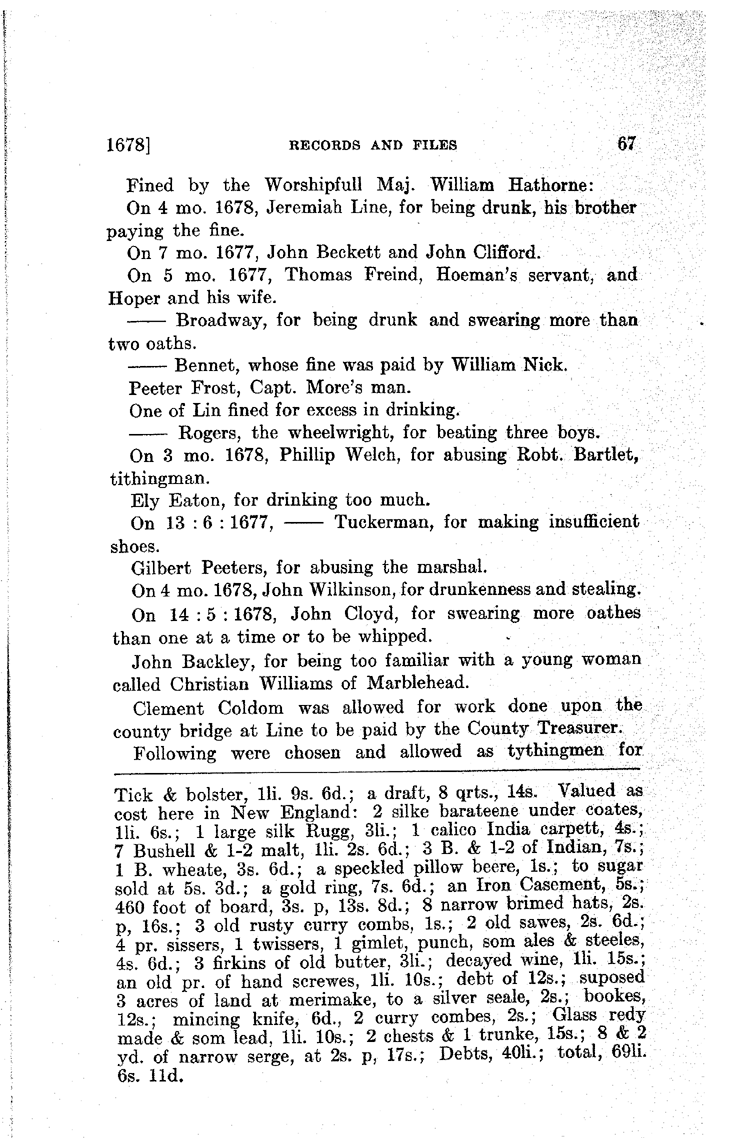 1678] RECORDS AND FILES 67
Fined by the Worshipfull Maj. William Hathorne:
On 4 mo. 1678, Jeremiah Line, for being drunk, his brother
paying the fine.
On 7 mo. 1677, John Beckett and John Clifford.
On 5 mo. 1677, Thomas Freind, Hoeman's servant, and
Hoper and his wife.
—— Broadway, for being drunk and swearing more than
two oaths.
—— Bennet, whose fine was paid by William Nick.
Peeter Frost, Capt. More's man.
One of Lin fined for excess in drinking.
—— Rogers, the wheelwright, for beating three boys.
On 3 mo. 1678, Phillip Welch, for abusing Robt. Bartlet,
tithingman.
Ely Eaton, for drinking too much.
On 13 : 6 : 1677, —— Tuckerman, for making insufficient
shoes.
Gilbert Peeters, for abusing the marshal.
On 4 mo. 1678, John Wilkinson, for drunkenness and stealing.
On 14 : 5 : 1678, John Cloyd, for swearing more oathes
than one at a time or to be whipped.
John Backley, for being too familiar with a young woman
called Christian Williams of Marblehead.
Clement Coldom was allowed for work done upon the
county bridge at Line to be paid by the County Treasurer.
Following were chosen and allowed as tythingmen for
Tick & bolster, 1li. 9s. 6d.; a draft, 8 qrts., 14s. Valued as
cost here in New England: 2 silke barateene under coates,
1li. 6s.; 1 large silk Rugg, 3li.; 1 calico India carpett, 4s.;
7 Bushell & 1-2 malt, 1li. 2s. 6d.; 3 B. & 1-2 of Indian, 7s.;
1 B. wheate, 3s. 6d.; a speckled pillow beere, 1s.; to sugar
sold at 5s. 3d.; a gold ring, 7s. 6d.; an Iron Casement, 5s.;
460 foot of board, 3s. p, 13s. 8d.; 8 narrow brimed hats, 2s.
p, 16s.; 3 old rusty curry combs, 1s.; 2 old sawes, 2s. 6d.;
4 pr. sissers, 1 twissers, 1 gimlet, punch, som ales & steeles,
4s. 6d.; 3 firkins of old butter, 3li.; decayed wine, 1li. 15s.;
an old pr. of hand screwes, 1li. 10s.; debt of 12s.; suposed
3 acres of land at merimake, to a silver seale, 2s.; bookes,
12s.; mincing knife, 6d., 2 curry combes, 2s.; Glass redy
made & som lead, 1li. 10s.; 2 chests & 1 trunke, 15s.; 8 & 2
yd. of narrow serge, at 2s. p, 17s.; Debts, 40li.; total, 69li.
6s. 11d.